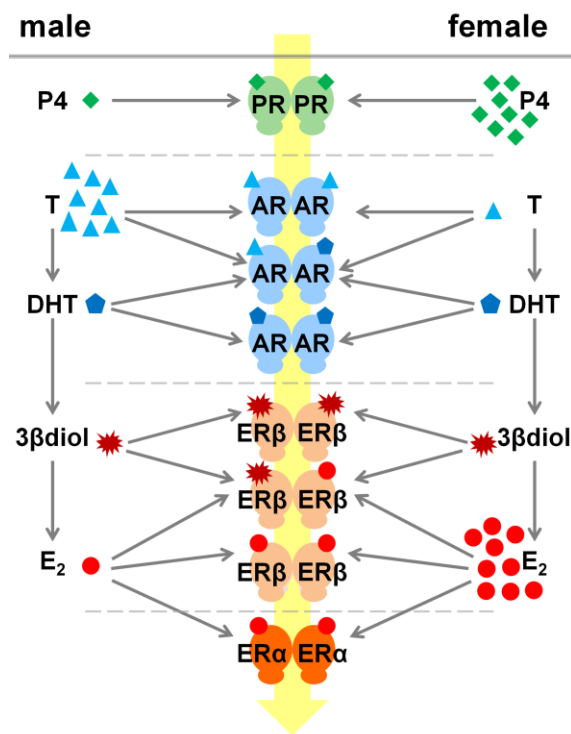 male female
P4 PR PR P4
T AR AR T
AR AR
DHT DHT
AR AR
3βdiol ERβ ERβ 3βdiol
ERβ ERβ
E₂ ERβ ERβ E₂
ERα ERα